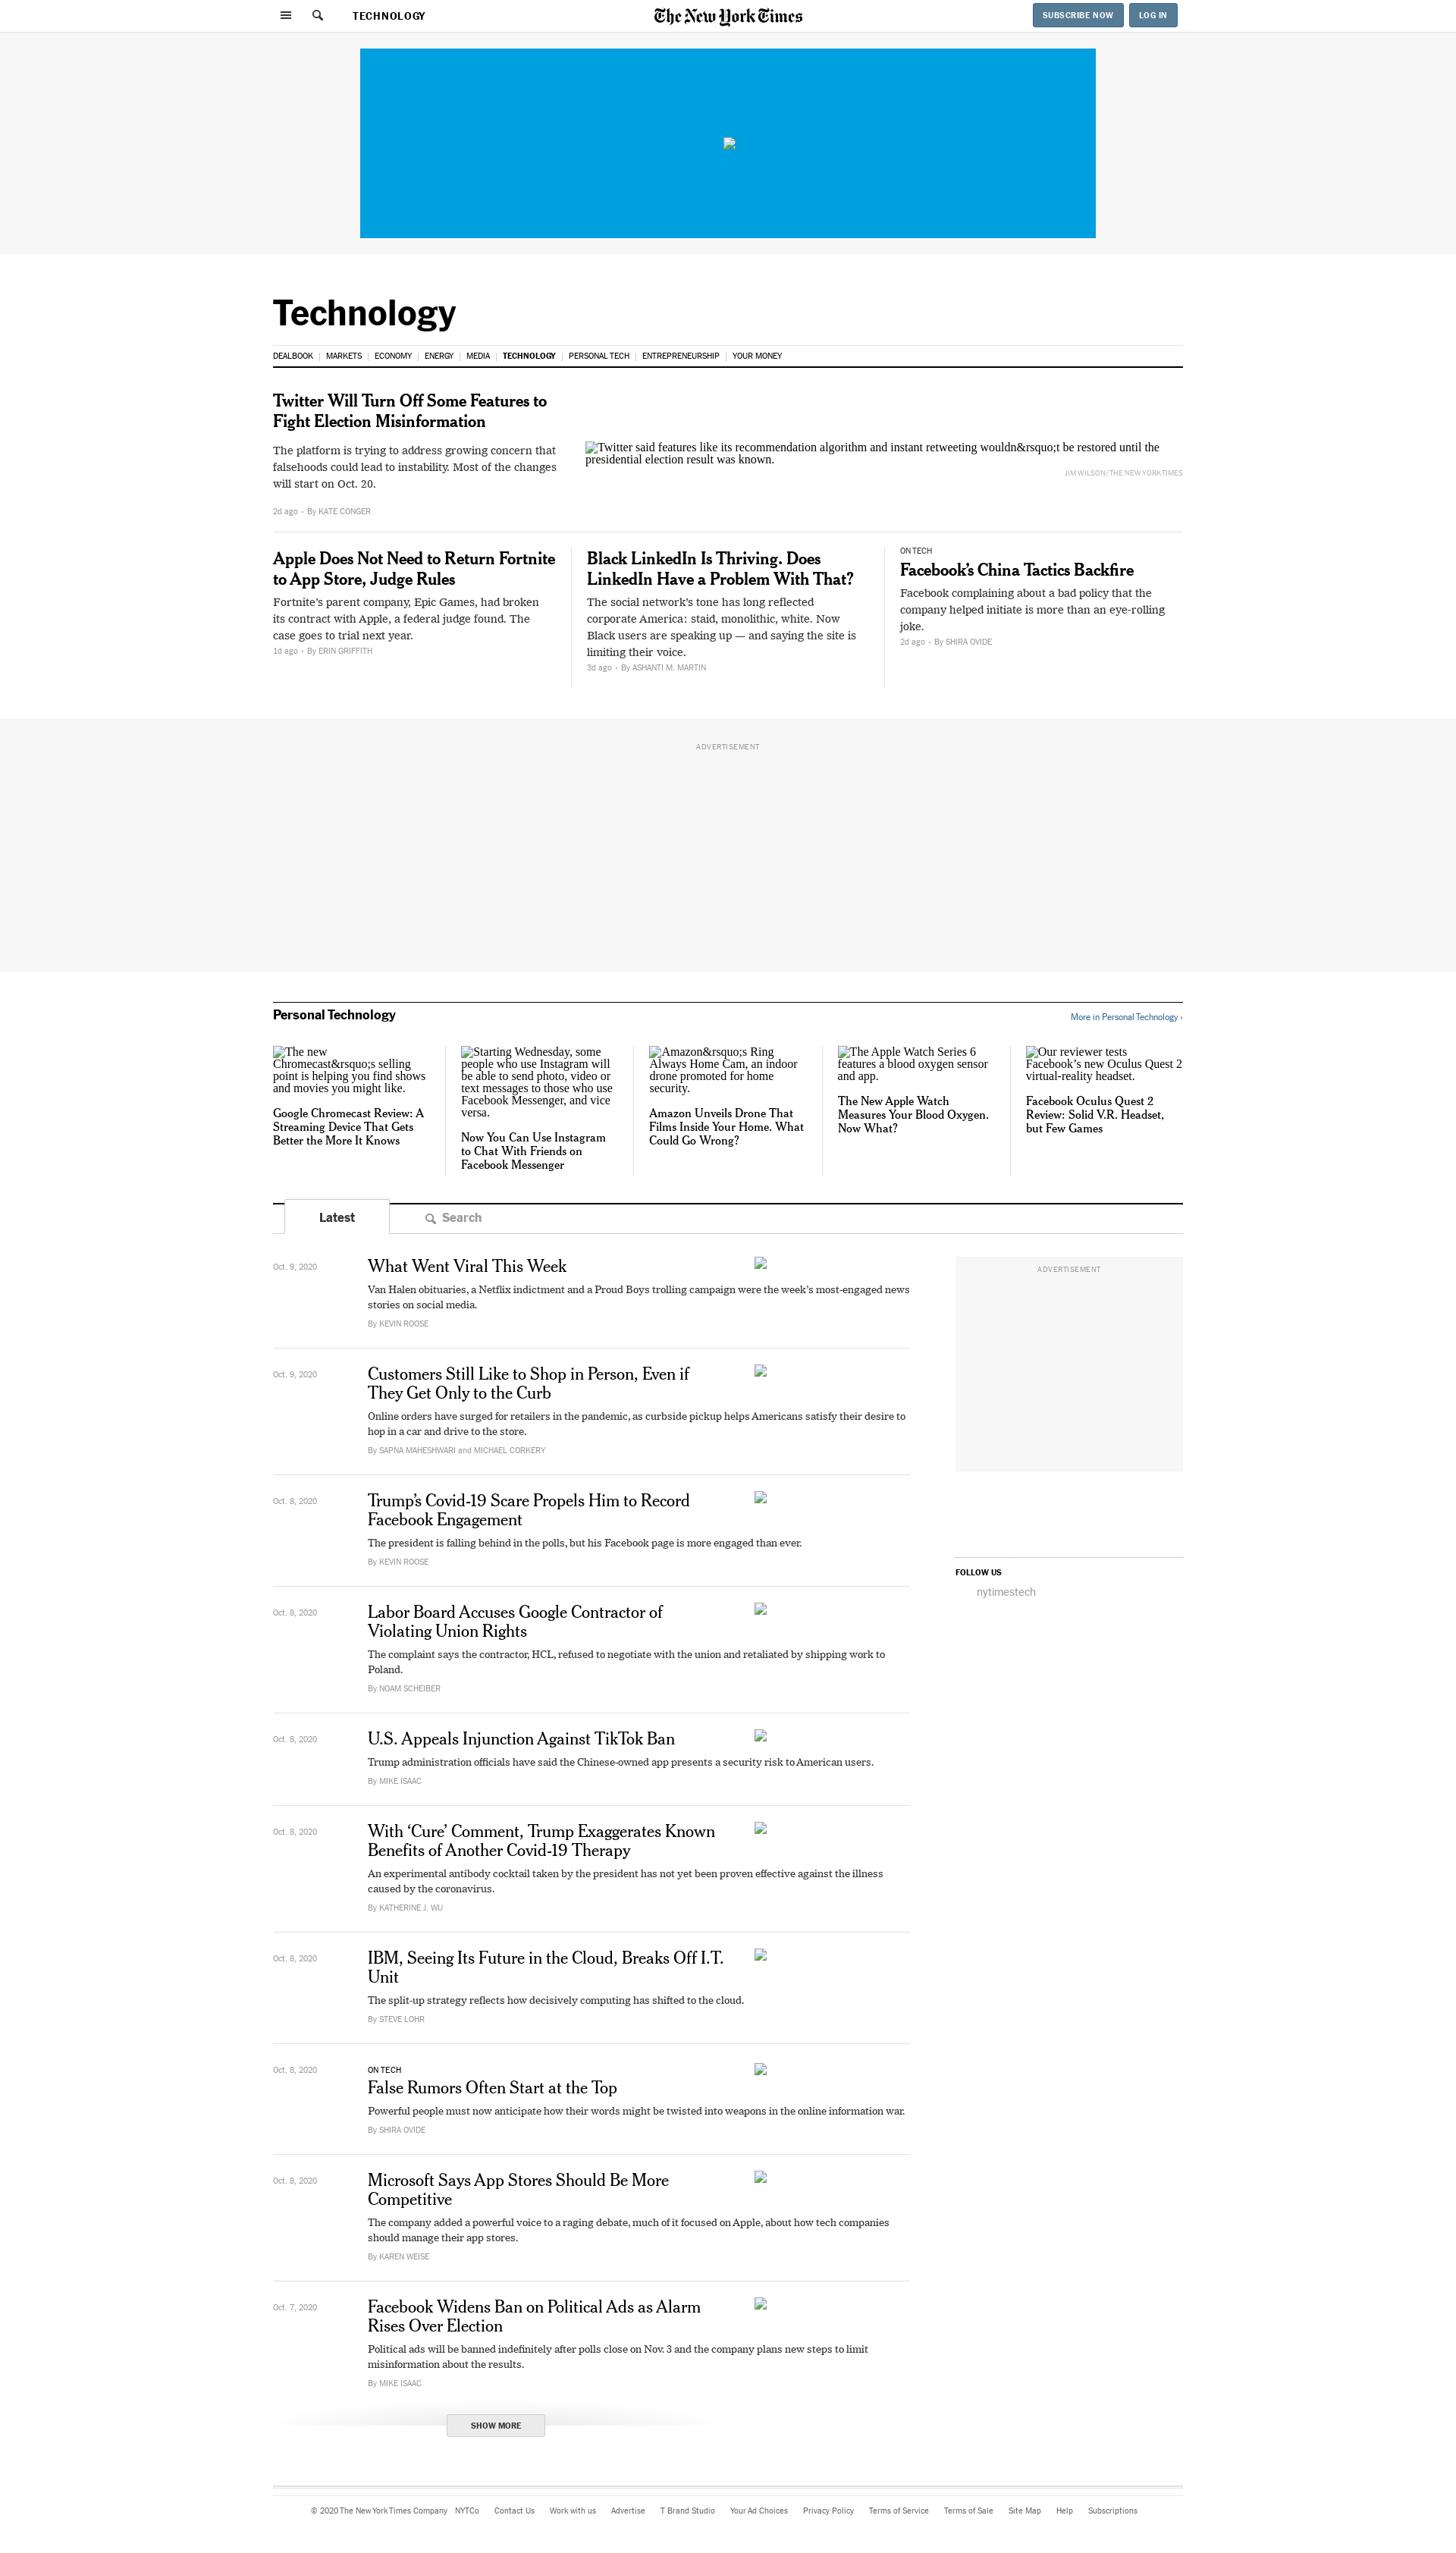 TECHNOLOGY
The New York Times
SUBSCRIBE NOW
LOG IN
Technology
DEALBOOK | MARKETS | ECONOMY | ENERGY | MEDIA | TECHNOLOGY | PERSONAL TECH | ENTREPRENEURSHIP | YOUR MONEY
Twitter Will Turn Off Some Features to
Fight Election Misinformation
The platform is trying to address growing concern that
falsehoods could lead to instability. Most of the changes
will start on Oct. 20.
2d ago • By KATE CONGER
Twitter said features like its recommendation algorithm and instant retweeting wouldn&rsquo;t be restored until the
presidential election result was known.
JIM WILSON/THE NEW YORK TIMES
Apple Does Not Need to Return Fortnite
to App Store, Judge Rules
Fortnite’s parent company, Epic Games, had broken
its contract with Apple, a federal judge found. The
case goes to trial next year.
1d ago • By ERIN GRIFFITH
Black LinkedIn Is Thriving. Does
LinkedIn Have a Problem With That?
The social network’s tone has long reflected
corporate America: staid, monolithic, white. Now
Black users are speaking up — and saying the site is
limiting their voice.
3d ago • By ASHANTI M. MARTIN
ON TECH
Facebook’s China Tactics Backfire
Facebook complaining about a bad policy that the
company helped initiate is more than an eye-rolling
joke.
2d ago • By SHIRA OVIDE
ADVERTISEMENT
Personal Technology
More in Personal Technology ›
The new
Chromecast&rsquo;s selling
point is helping you find shows
and movies you might like.
Google Chromecast Review: A
Streaming Device That Gets
Better the More It Knows
Starting Wednesday, some
people who use Instagram will
be able to send photo, video or
text messages to those who use
Facebook Messenger, and vice
versa.
Now You Can Use Instagram
to Chat With Friends on
Facebook Messenger
Amazon&rsquo;s Ring
Always Home Cam, an indoor
drone promoted for home
security.
Amazon Unveils Drone That
Films Inside Your Home. What
Could Go Wrong?
The Apple Watch Series 6
features a blood oxygen sensor
and app.
The New Apple Watch
Measures Your Blood Oxygen.
Now What?
Our reviewer tests
Facebook’s new Oculus Quest 2
virtual-reality headset.
Facebook Oculus Quest 2
Review: Solid V.R. Headset,
but Few Games
Latest
Search
Oct. 9, 2020
What Went Viral This Week
Van Halen obituaries, a Netflix indictment and a Proud Boys trolling campaign were the week’s most-engaged news
stories on social media.
By KEVIN ROOSE
ADVERTISEMENT
Oct. 9, 2020
Customers Still Like to Shop in Person, Even if
They Get Only to the Curb
Online orders have surged for retailers in the pandemic, as curbside pickup helps Americans satisfy their desire to
hop in a car and drive to the store.
By SAPNA MAHESHWARI and MICHAEL CORKERY
Oct. 8, 2020
Trump’s Covid-19 Scare Propels Him to Record
Facebook Engagement
The president is falling behind in the polls, but his Facebook page is more engaged than ever.
By KEVIN ROOSE
FOLLOW US
nytimestech
Oct. 8, 2020
Labor Board Accuses Google Contractor of
Violating Union Rights
The complaint says the contractor, HCL, refused to negotiate with the union and retaliated by shipping work to
Poland.
By NOAM SCHEIBER
Oct. 8, 2020
U.S. Appeals Injunction Against TikTok Ban
Trump administration officials have said the Chinese-owned app presents a security risk to American users.
By MIKE ISAAC
Oct. 8, 2020
With ‘Cure’ Comment, Trump Exaggerates Known
Benefits of Another Covid-19 Therapy
An experimental antibody cocktail taken by the president has not yet been proven effective against the illness
caused by the coronavirus.
By KATHERINE J. WU
Oct. 8, 2020
IBM, Seeing Its Future in the Cloud, Breaks Off I.T.
Unit
The split-up strategy reflects how decisively computing has shifted to the cloud.
By STEVE LOHR
Oct. 8, 2020
ON TECH
False Rumors Often Start at the Top
Powerful people must now anticipate how their words might be twisted into weapons in the online information war.
By SHIRA OVIDE
Oct. 8, 2020
Microsoft Says App Stores Should Be More
Competitive
The company added a powerful voice to a raging debate, much of it focused on Apple, about how tech companies
should manage their app stores.
By KAREN WEISE
Oct. 7, 2020
Facebook Widens Ban on Political Ads as Alarm
Rises Over Election
Political ads will be banned indefinitely after polls close on Nov. 3 and the company plans new steps to limit
misinformation about the results.
By MIKE ISAAC
SHOW MORE
© 2020 The New York Times Company NYTCo Contact Us Work with us Advertise T Brand Studio Your Ad Choices Privacy Policy Terms of Service Terms of Sale Site Map Help Subscriptions